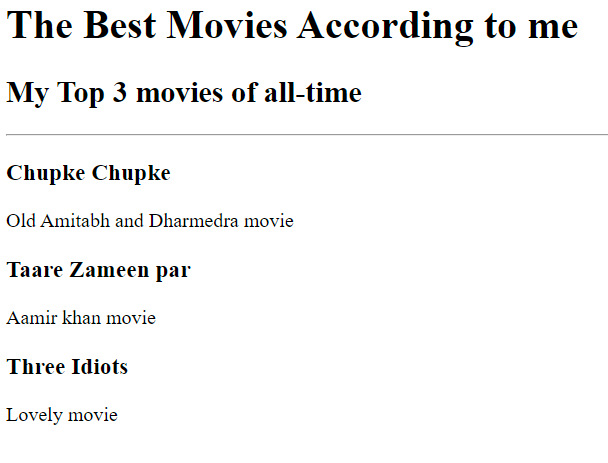 The Best Movies According to me
My Top 3 movies of all-time
Chupke Chupke
Old Amitabh and Dharmedra movie
Taare Zameen par
Aamir khan movie
Three Idiots
Lovely movie